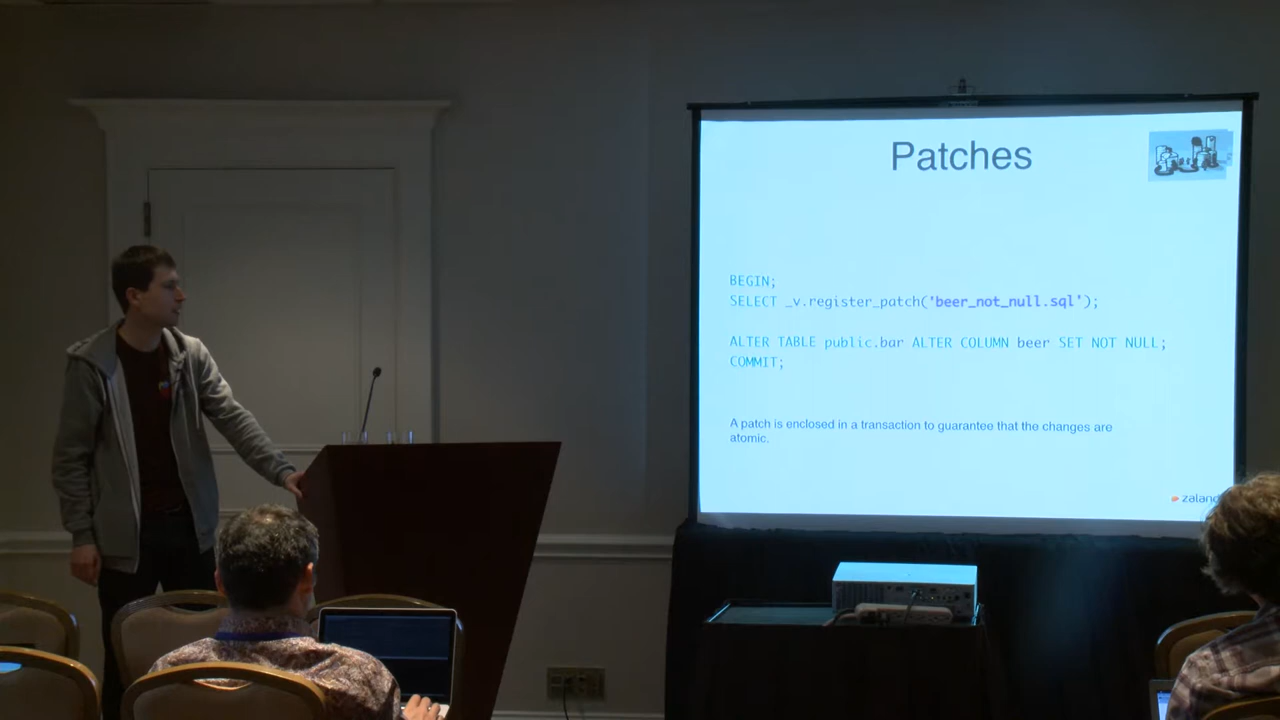 Patches
BEGIN;
SELECT _v.register_patch('beer_not_null.sql');
ALTER TABLE public.bar ALTER COLUMN beer SET NOT NULL;
COMMIT;
A patch is enclosed in a transaction to guarantee that the changes are
atomic.